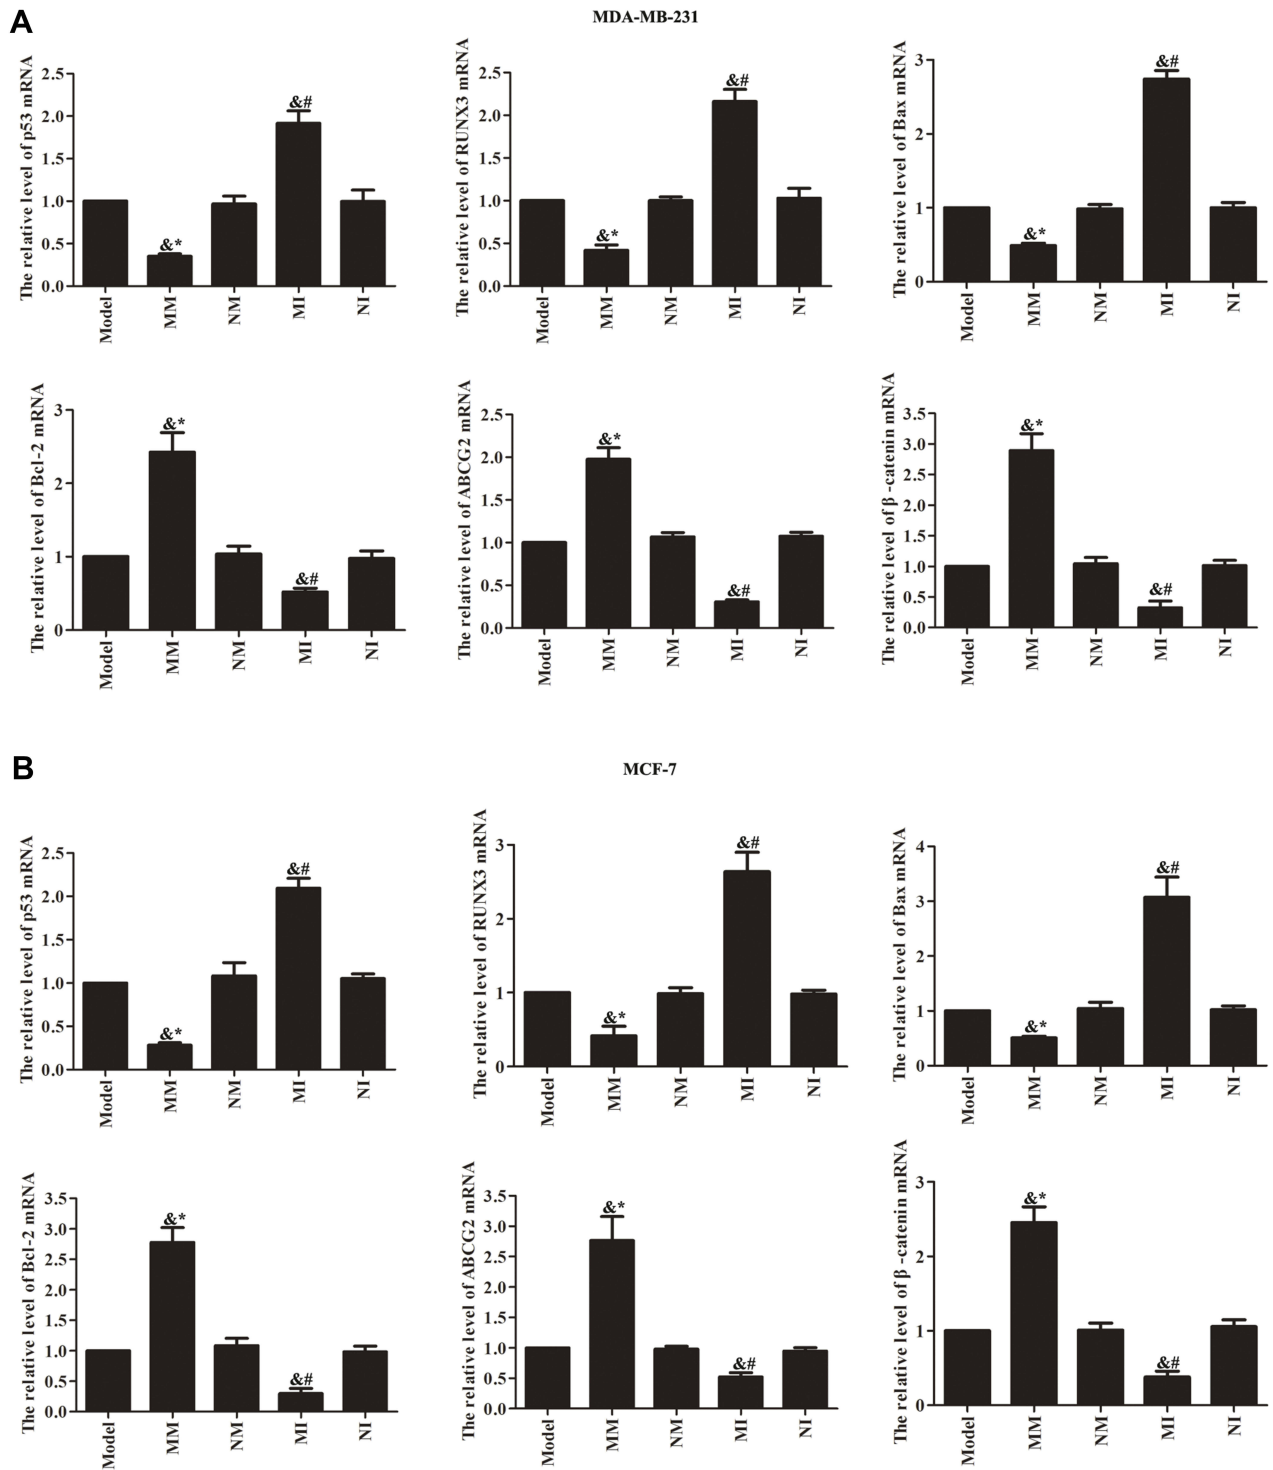 A
MDA-MB-231
The relative level of p53 mRNA
2.5
2.0
1.5
1.0
0.5
0.0
&*
&#
Model
MM
NM
MI
NI
The relative level of RUNX3 mRNA
2.5
2.0
1.5
1.0
0.5
0.0
&*
&#
Model
MM
NM
MI
NI
The relative level of Bax mRNA
3
2
1
0
&*
&#
Model
MM
NM
MI
NI
The relative level of Bcl-2 mRNA
3
2
1
0
&*
&#
Model
MM
NM
MI
NI
The relative level of ABCG2 mRNA
2.5
2.0
1.5
1.0
0.5
0.0
&*
&#
Model
MM
NM
MI
NI
The relative level of β -catenin mRNA
3.5
3.0
2.5
2.0
1.5
1.0
0.5
0.0
&*
&#
Model
MM
NM
MI
NI
B
MCF-7
The relative level of p53 mRNA
2.5
2.0
1.5
1.0
0.5
0.0
&*
&#
Model
MM
NM
MI
NI
The relative level of RUNX3 mRNA
3
2
1
0
&*
&#
Model
MM
NM
MI
NI
The relative level of Bax mRNA
4
3
2
1
0
&*
&#
Model
MM
NM
MI
NI
The relative level of Bcl-2 mRNA
3.5
3.0
2.5
2.0
1.5
1.0
0.5
0.0
&*
&#
Model
MM
NM
MI
NI
The relative level of ABCG2 mRNA
3.5
3.0
2.5
2.0
1.5
1.0
0.5
0.0
&*
&#
Model
MM
NM
MI
NI
The relative level of β -catenin mRNA
3
2
1
0
&*
&#
Model
MM
NM
MI
NI